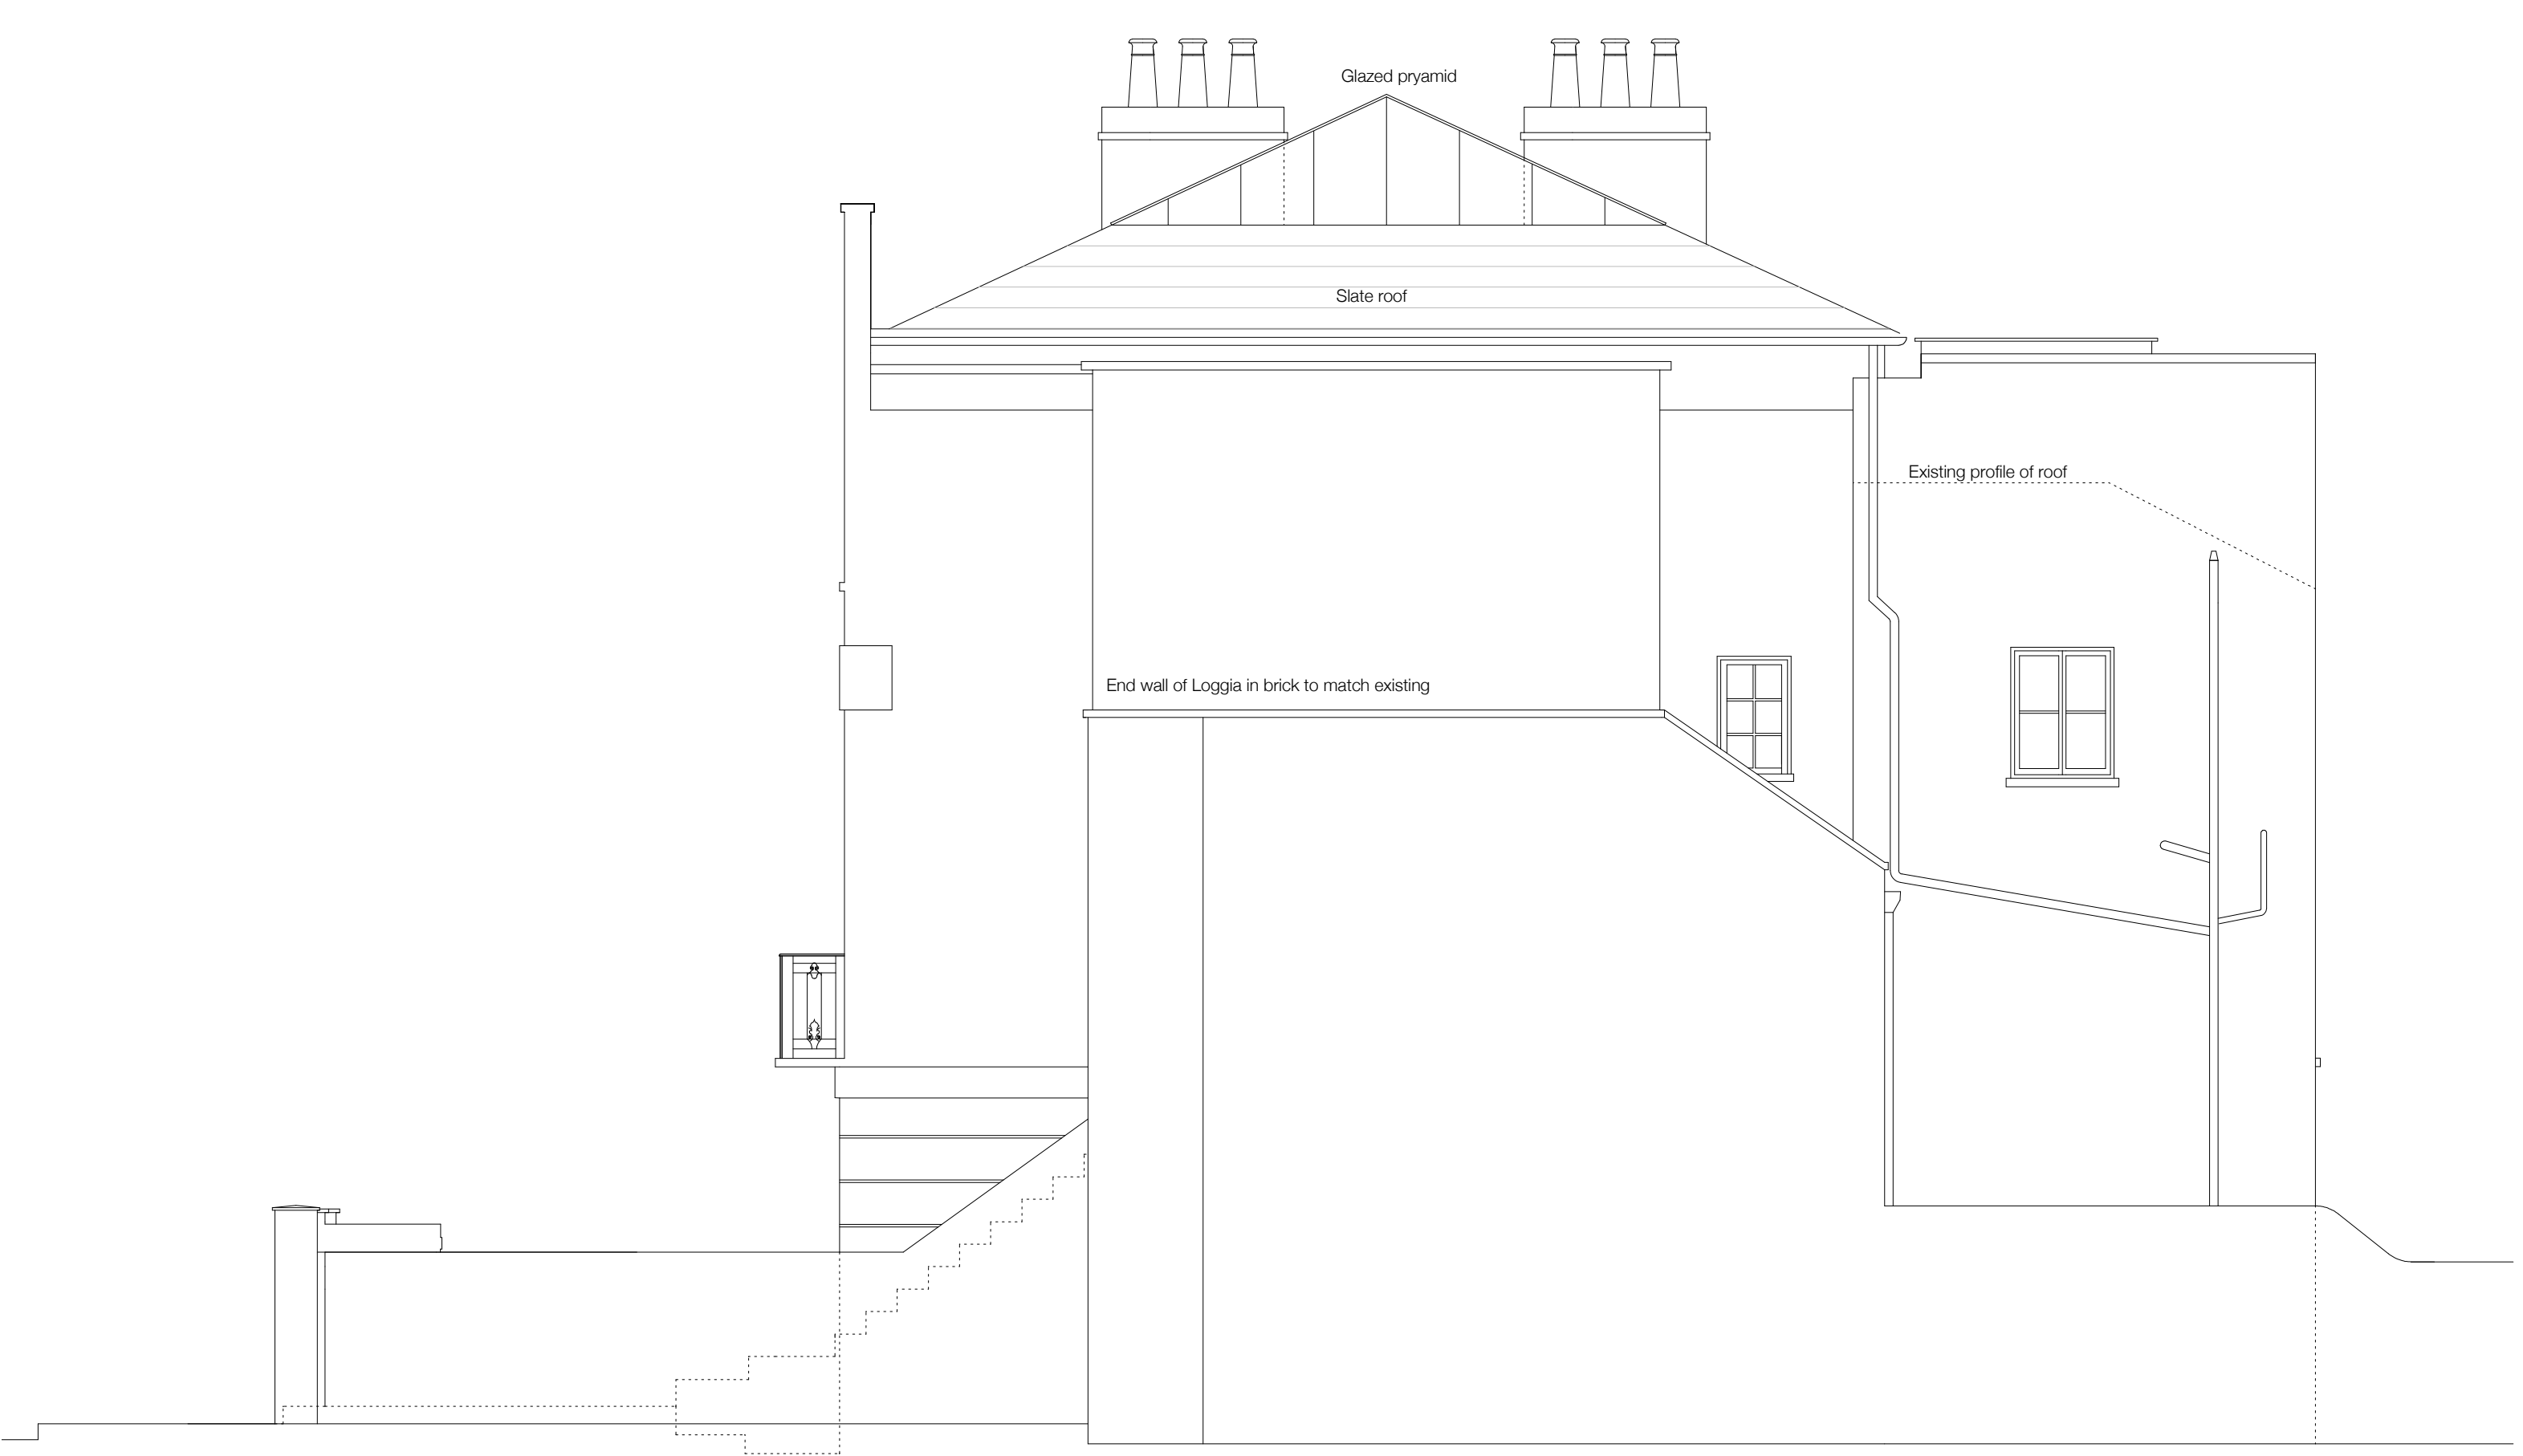 Glazed pryamid
Slate roof
Existing profile of roof
End wall of Loggia in brick to match existing